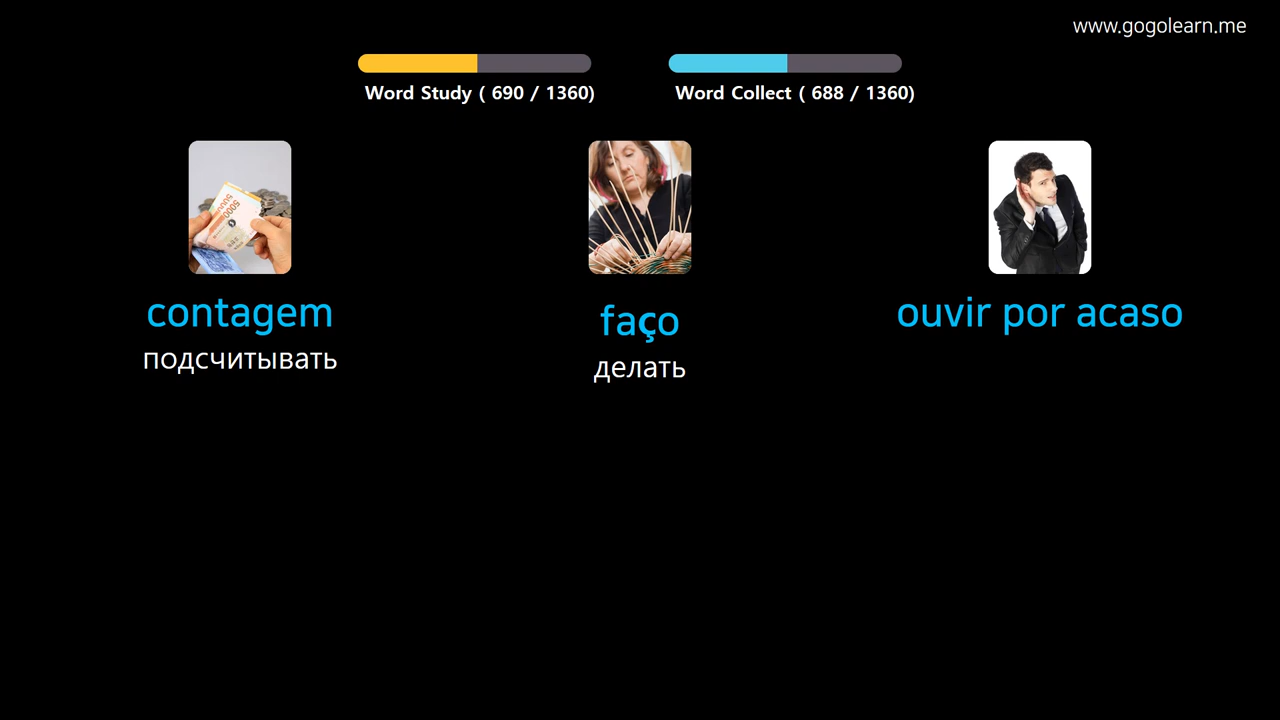 www.gogolearn.me
Word Study ( 690 / 1360)
Word Collect ( 688 / 1360)
contagem
подсчитывать
faço
делать
ouvir por acaso